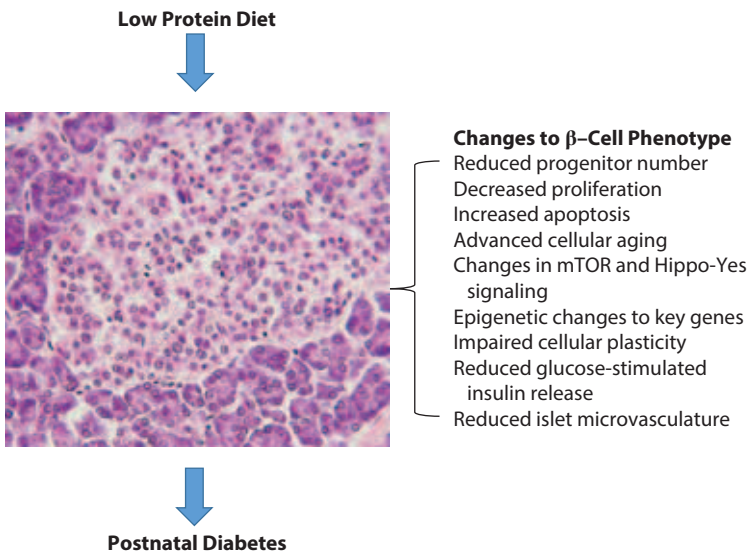 Low Protein Diet
Changes to β–Cell Phenotype
Reduced progenitor number
Decreased proliferation
Increased apoptosis
Advanced cellular aging
Changes in mTOR and Hippo-Yes
signaling
Epigenetic changes to key genes
Impaired cellular plasticity
Reduced glucose-stimulated
insulin release
Reduced islet microvasculature
Postnatal Diabetes